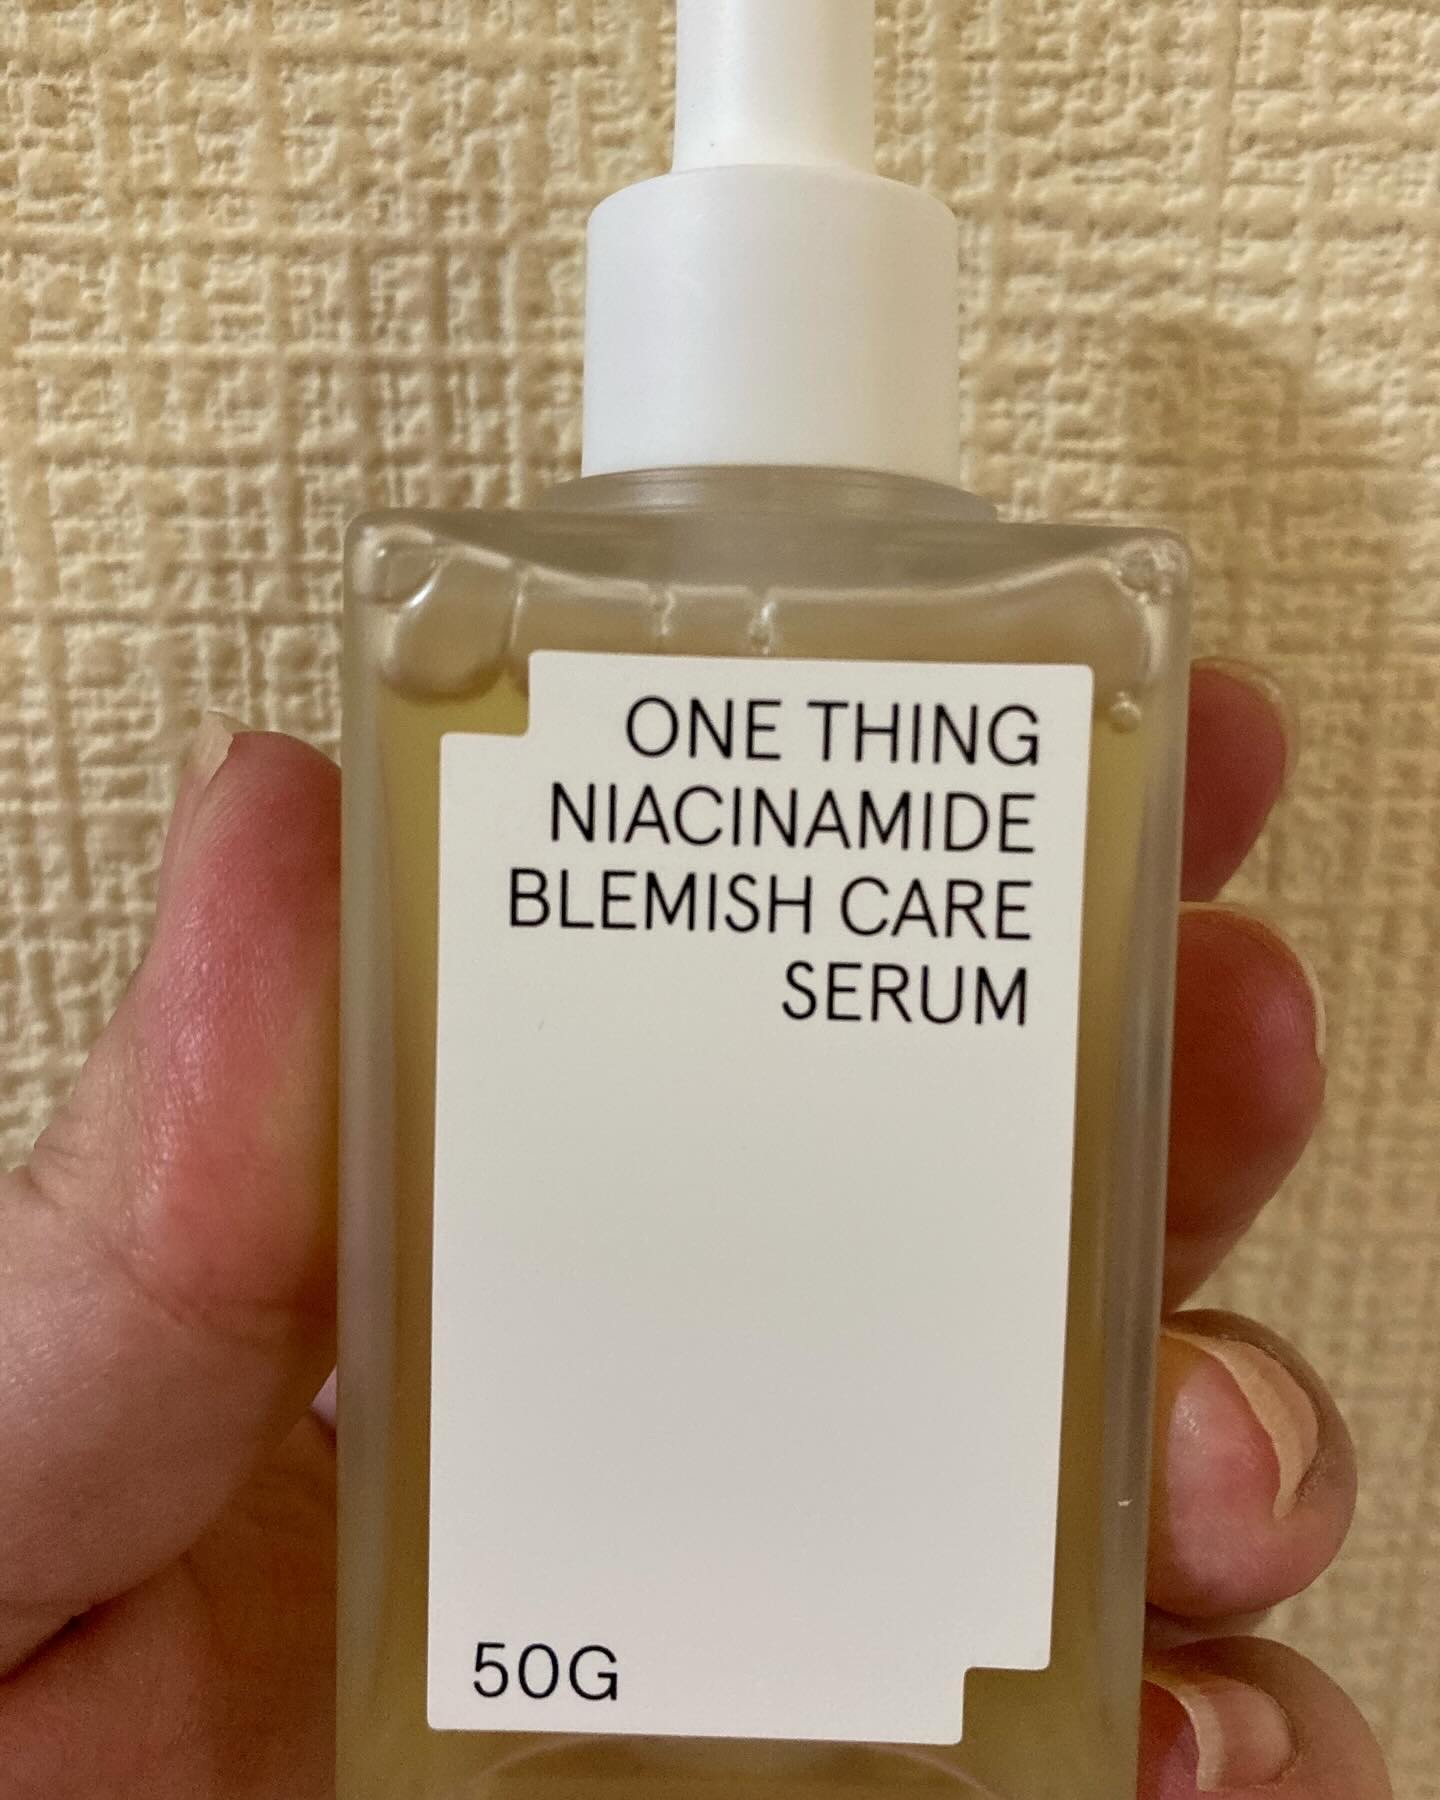 ONE THING
NIACINAMIDE
BLEMISH CARE
SERUM
50G